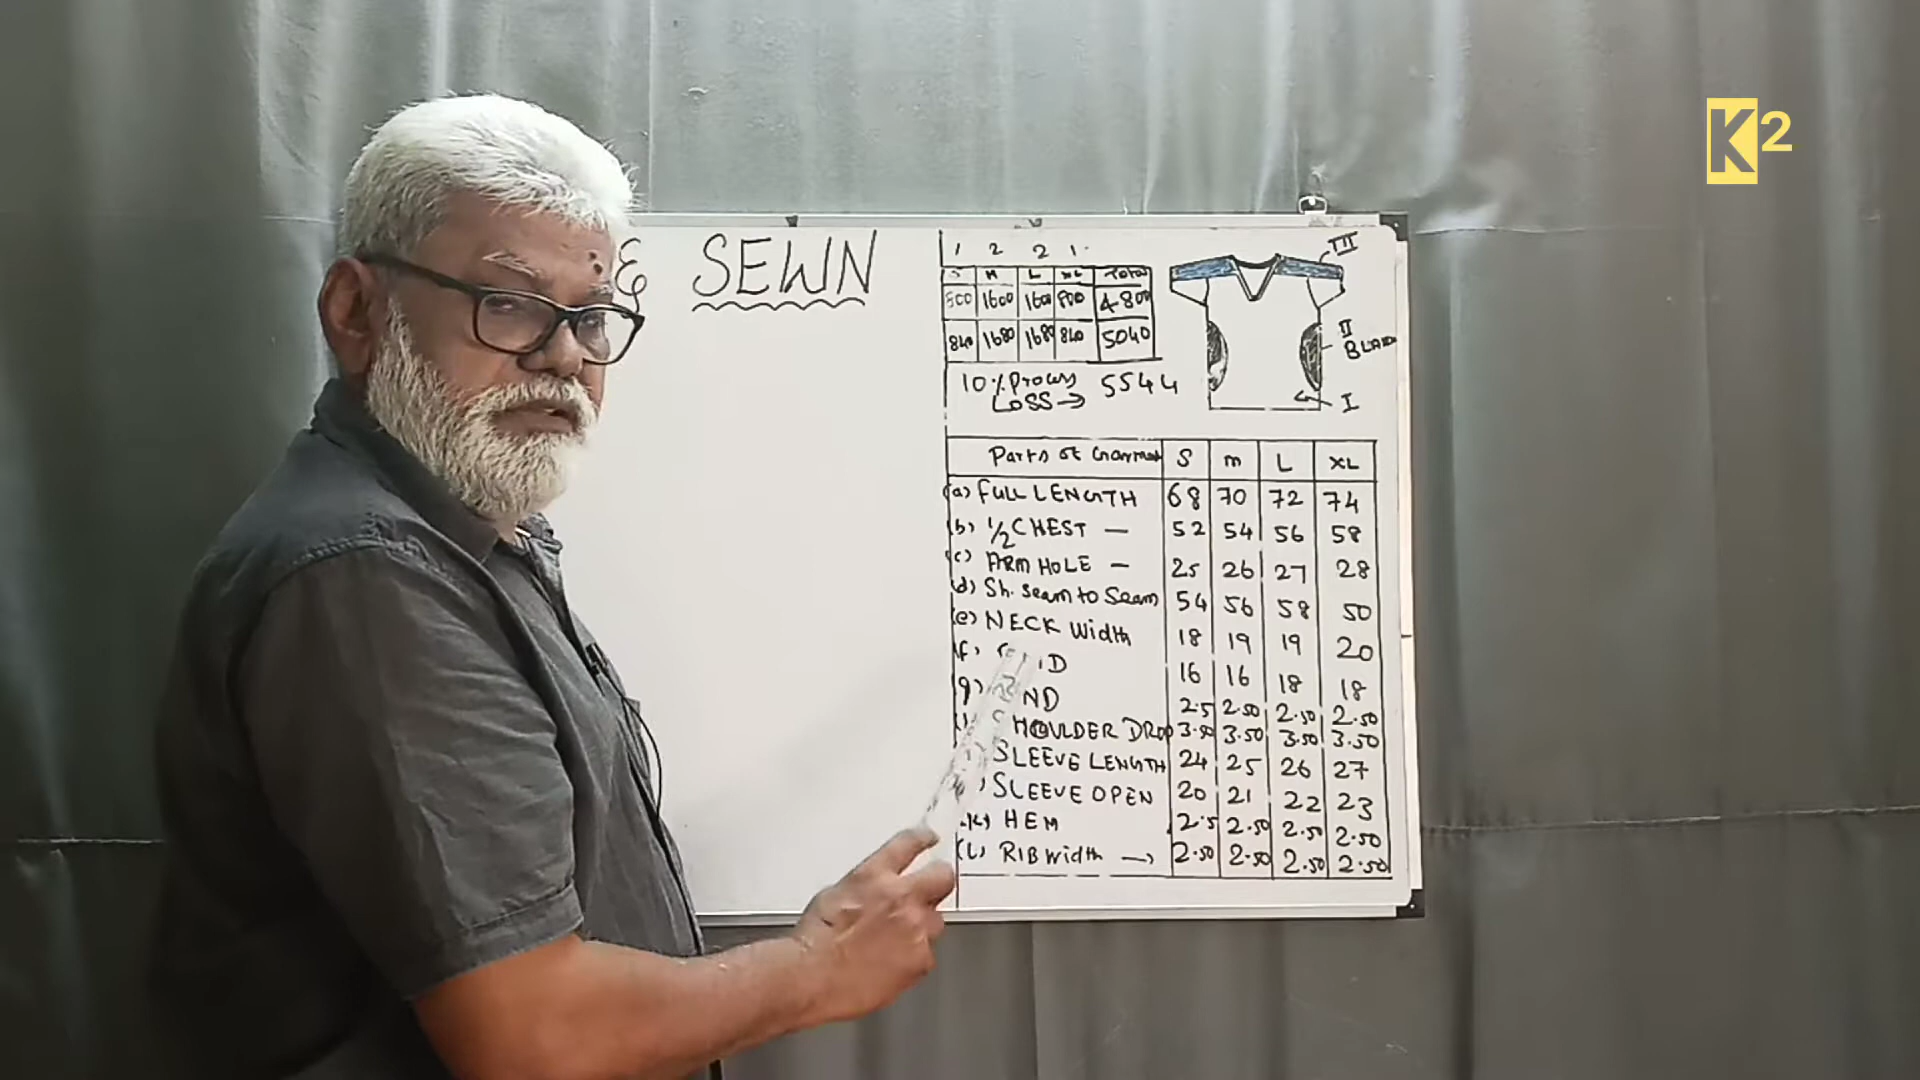 K2
& SEWN
1 2 2 1
S M L XL Total
800 1600 1600 800 4800
840 1680 1680 840 5040
10% Process 5544
LOSS →
III
II
BLACK
I
Parts of Garment S m L XL
(a) FULL LENGTH 68 70 72 74
(b) 1/2 CHEST — 52 54 56 58
(c) ARM HOLE — 25 26 27 28
(d) Sh. Seam to Seam 54 56 58 50
(e) NECK Width 18 19 19 20
(f) 16 16 18 18
(g) 2.5 2.50 2.50 2.50
SHOULDER DROP 3.50 3.50 3.50 3.50
SLEEVE LENGTH 24 25 26 27
SLEEVE OPEN 20 21 22 23
(K) HEM 2.5 2.50 2.50 2.50
(L) RIB Width → 2.50 2.50 2.50 2.50